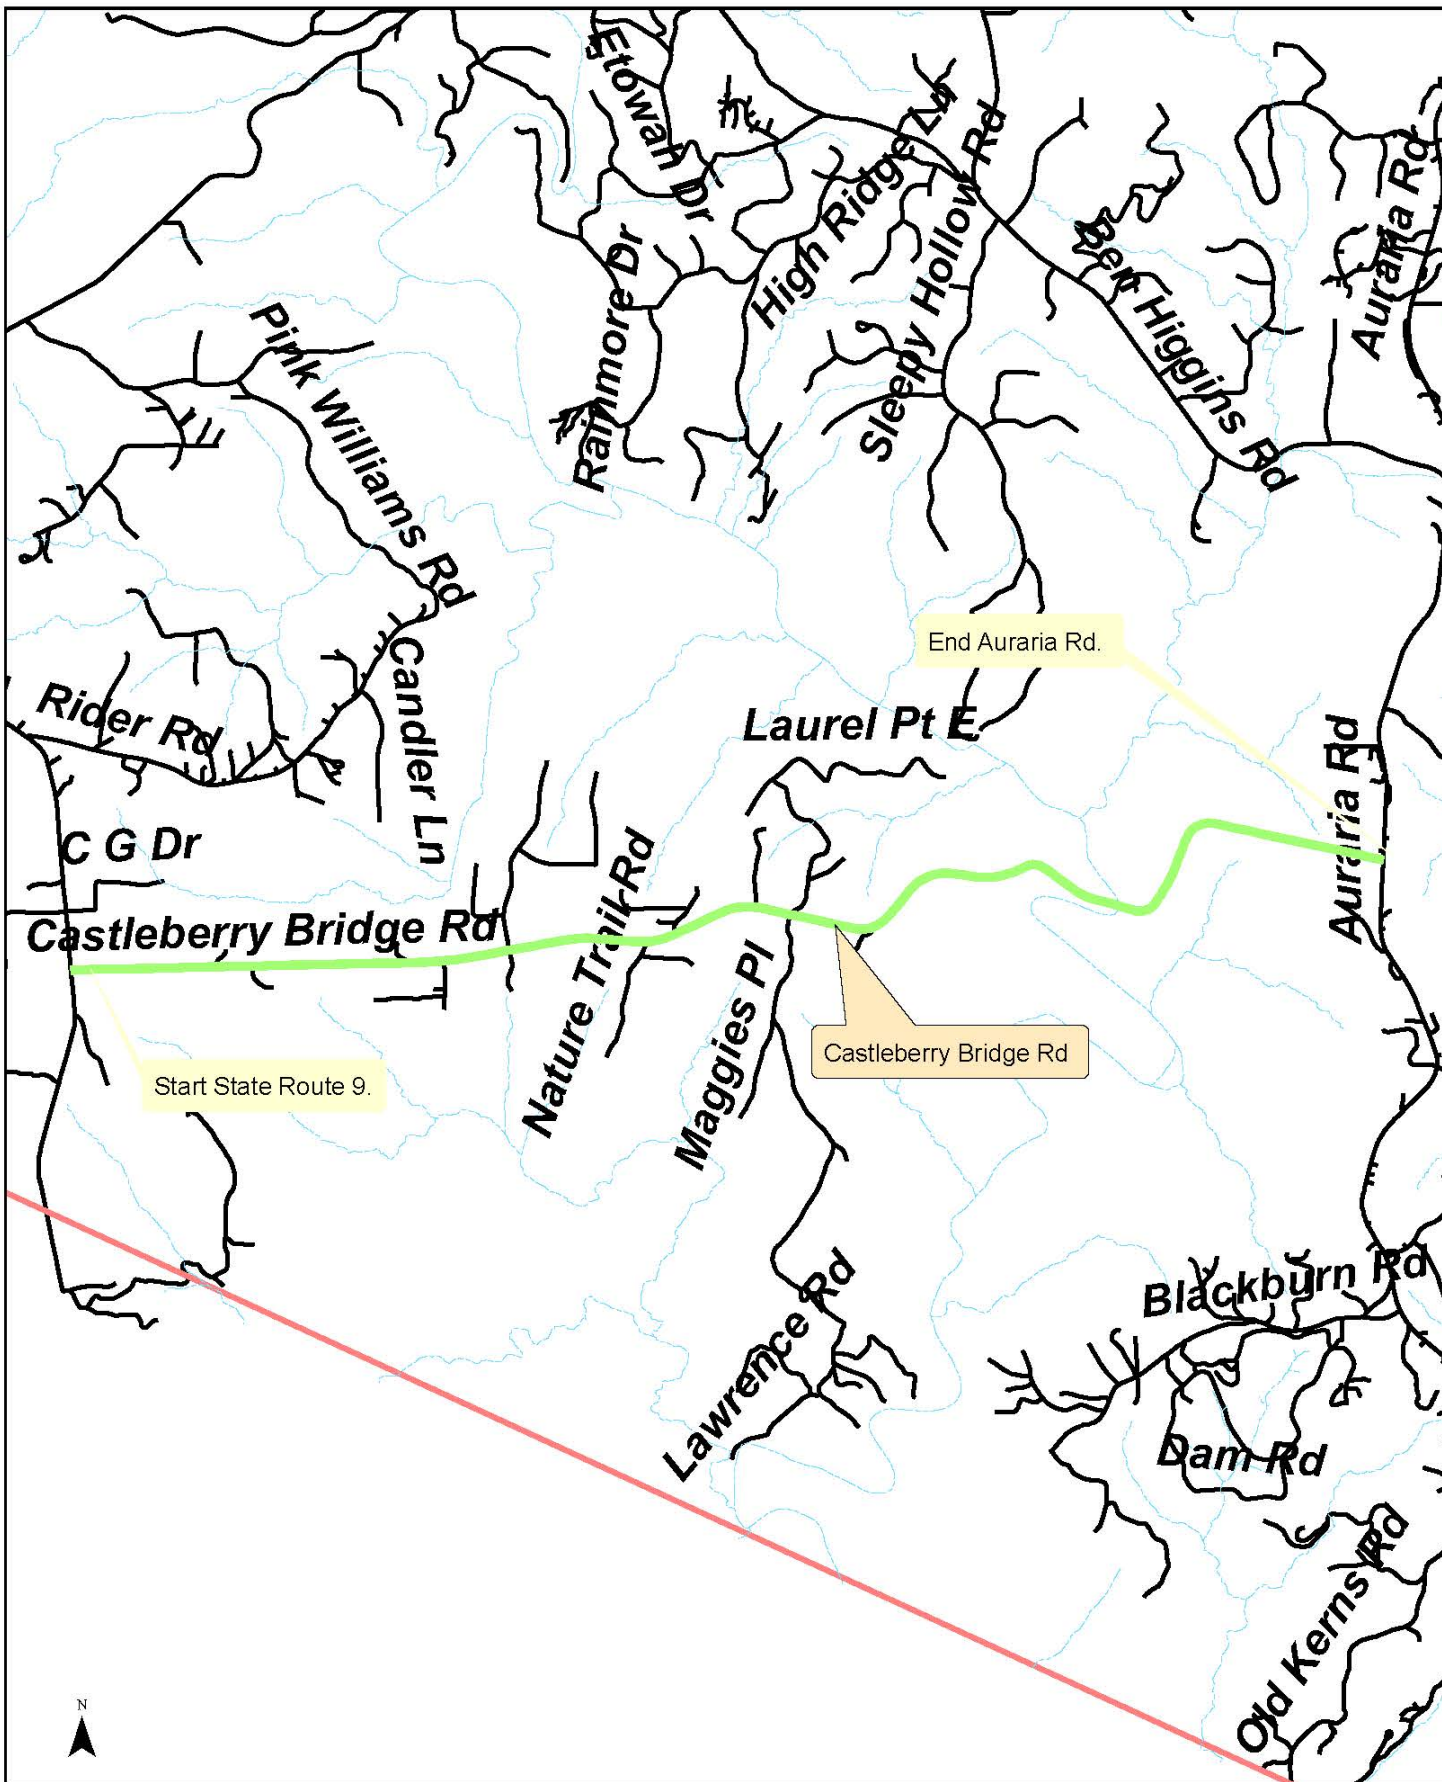 Etowah Dr
High Ridge Ln
Sleepy Hollow Rd
Auraria Rd
Ben Higgins Rd
Rainmore Dr
Pink Williams Rd
End Auraria Rd.
Candler Ln
Rider Rd
Laurel Pt E
Auraria Rd
C G Dr
Nature Trail Rd
Castleberry Bridge Rd
Maggies Pl
Castleberry Bridge Rd
Start State Route 9.
Blackburn Rd
Lawrence Rd
Dam Rd
Old Kerns Rd
N